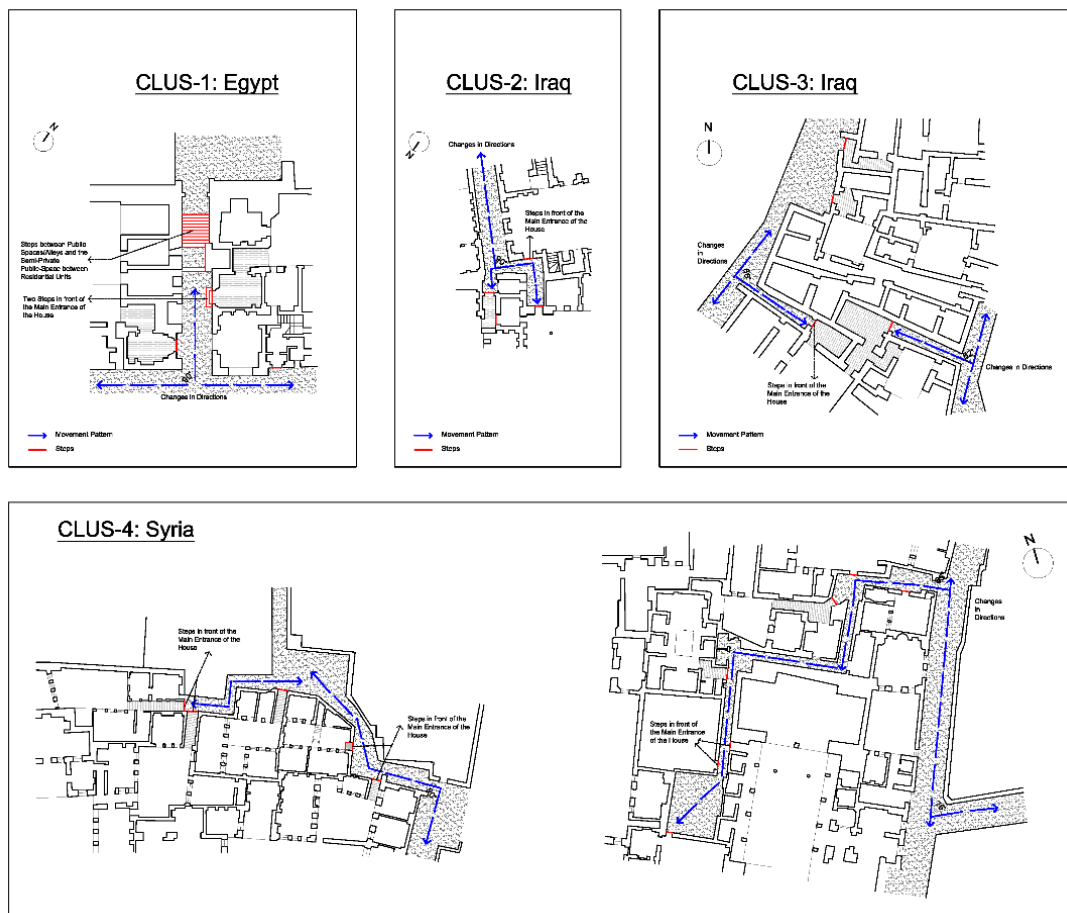 CLUS-1: Egypt
N
Steps between Public
Spaces/Alleys and the
Semi-Private
Public-Space between
Residential Units
Two Steps in front of
the Main Entrance of
the House
Changes in Directions
Movement Pattern
Steps
CLUS-2: Iraq
N
Changes in Directions
Steps in front of the
Main Entrance of the
House
CLUS-3: Iraq
N
Changes
in Directions
Steps in front of the
Main Entrance of the
House
Changes in Directions
Movement Pattern
Steps
CLUS-4: Syria
Steps in front of the
Main Entrance of the
House
Steps in front of the
Main Entrance of the
House
N
Changes
in
Directions
Steps in front
of the Main Entrance
of the House